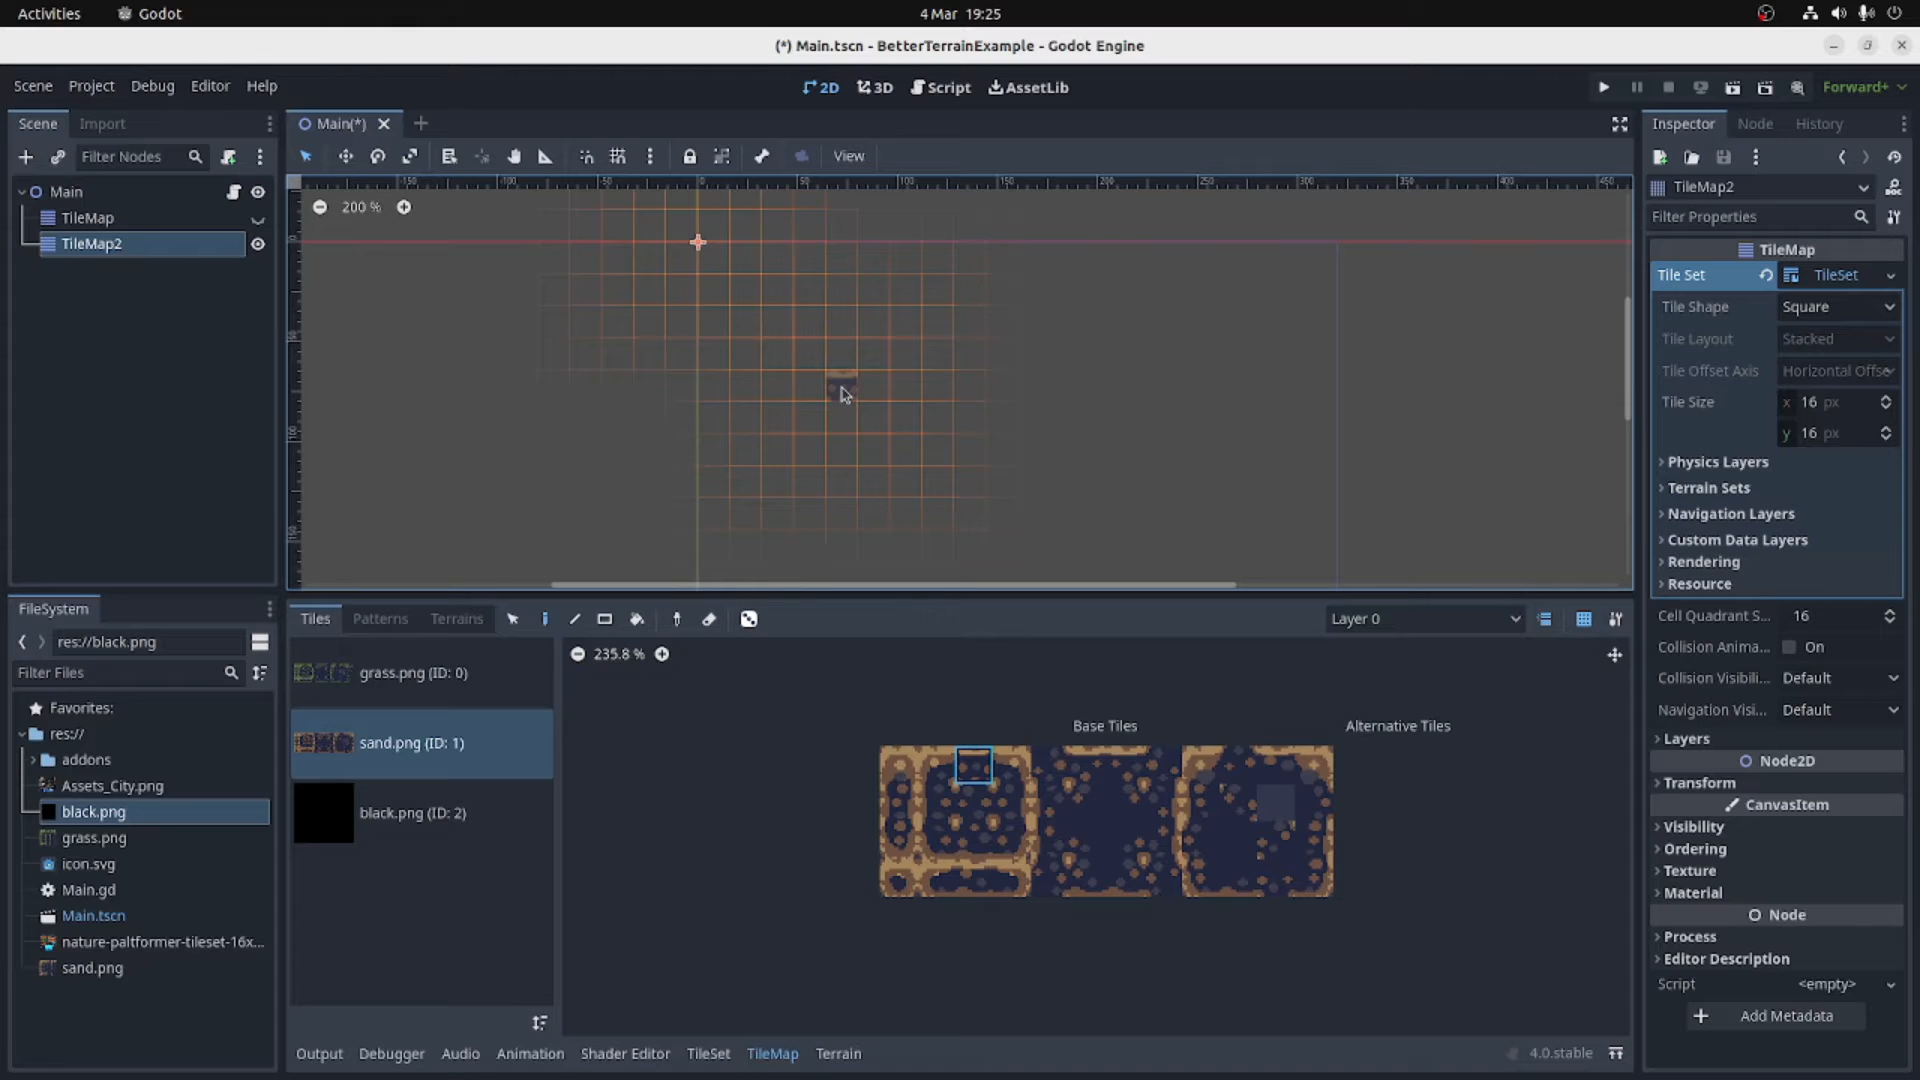 Activities Godot 4 Mar 19:25
(*) Main.tscn - BetterTerrainExample - Godot Engine
Scene Project Debug Editor Help 2D 3D Script AssetLib Forward+
Scene Import
Main(*)
Inspector Node History
Filter Nodes
View
Main
TileMap
TileMap2
200 %
TileMap2
Filter Properties
TileMap
Tile Set TileSet
Tile Shape Square
Tile Layout Stacked
Tile Offset Axis Horizontal Offse
Tile Size x 16 px
y 16 px
Physics Layers
Terrain Sets
Navigation Layers
Custom Data Layers
Rendering
Resource
Cell Quadrant S... 16
Collision Anima... On
Collision Visibili... Default
Navigation Visi... Default
Layers
Node2D
Transform
CanvasItem
Visibility
Ordering
Texture
Material
Node
Process
Editor Description
Script <empty>
Add Metadata
FileSystem
res://black.png
Filter Files
Favorites:
res://
addons
Assets_City.png
black.png
grass.png
icon.svg
Main.gd
Main.tscn
nature-paltformer-tileset-16x...
sand.png
Tiles Patterns Terrains Layer 0
grass.png (ID: 0)
sand.png (ID: 1)
black.png (ID: 2)
235.8 %
Base Tiles Alternative Tiles
Output Debugger Audio Animation Shader Editor TileSet TileMap Terrain 4.0.stable